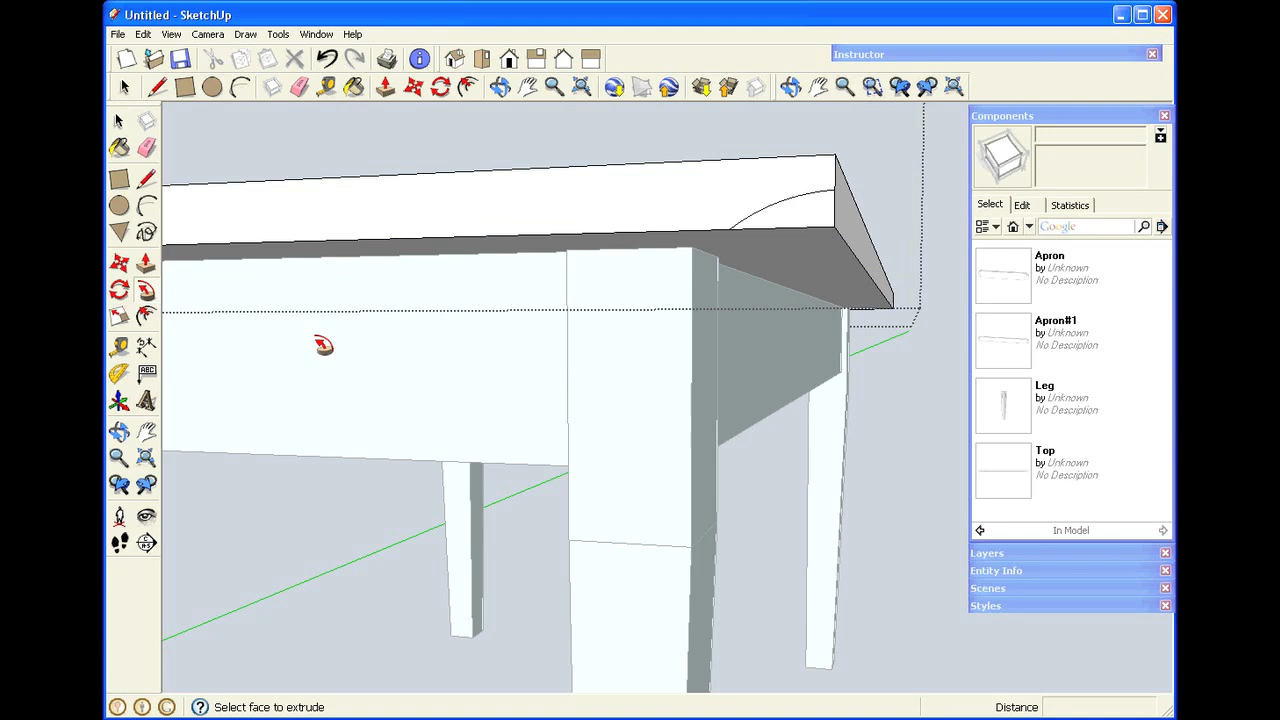 Untitled - SketchUp
File Edit View Camera Draw Tools Window Help
Instructor
Components
Select Edit Statistics
Google
Apron
by Unknown
No Description
Apron#1
by Unknown
No Description
Leg
by Unknown
No Description
Top
by Unknown
No Description
In Model
Layers
Entity Info
Scenes
Styles
ABC
A
Select face to extrude
Distance